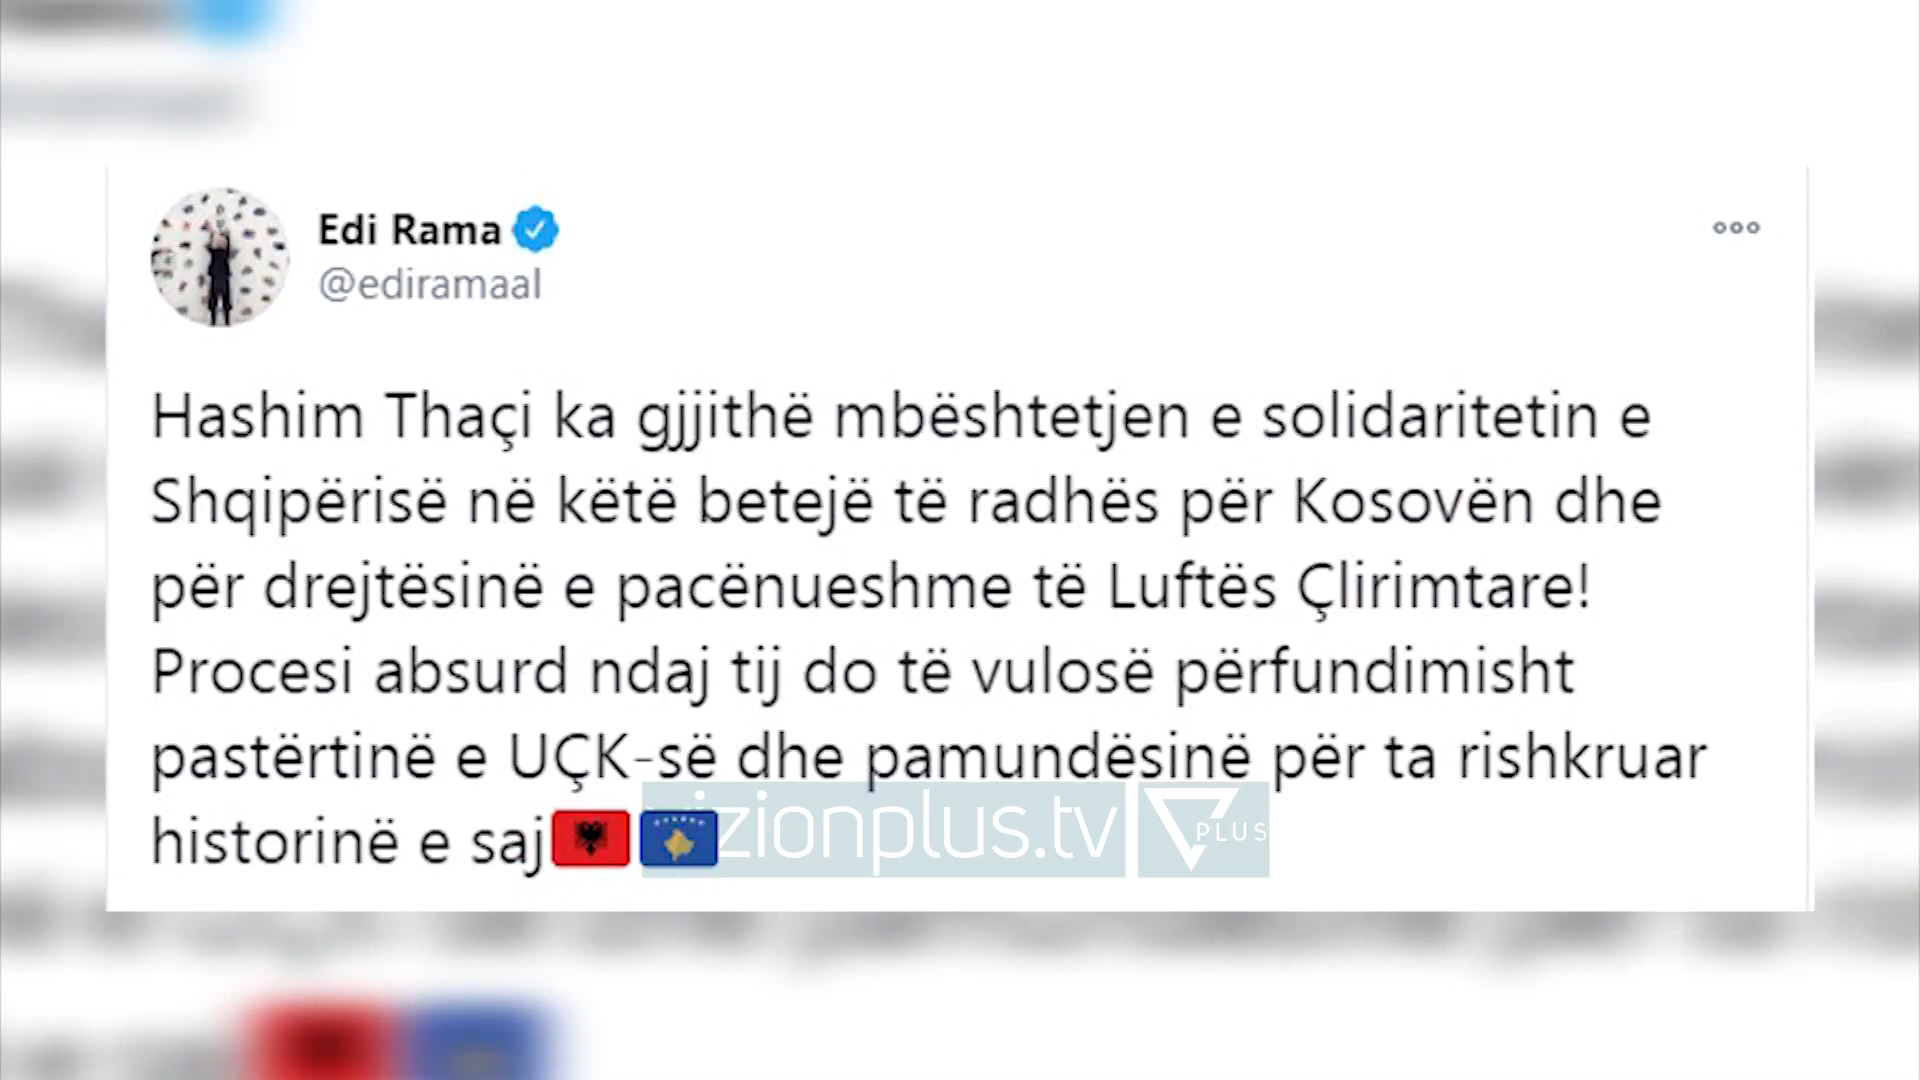 Edi Rama
@ediramaal
Hashim Thaçi ka gjjithë mbështetjen e solidaritetin e
Shqipërisë në këtë betejë të radhës për Kosovën dhe
për drejtësinë e pacënueshme të Luftës Çlirimtare!
Procesi absurd ndaj tij do të vulosë përfundimisht
pastërtinë e UÇK-së dhe pamundësinë për ta rishkruar
historinë e saj🇦🇱🇽🇰
vizionplus.tv PLUS